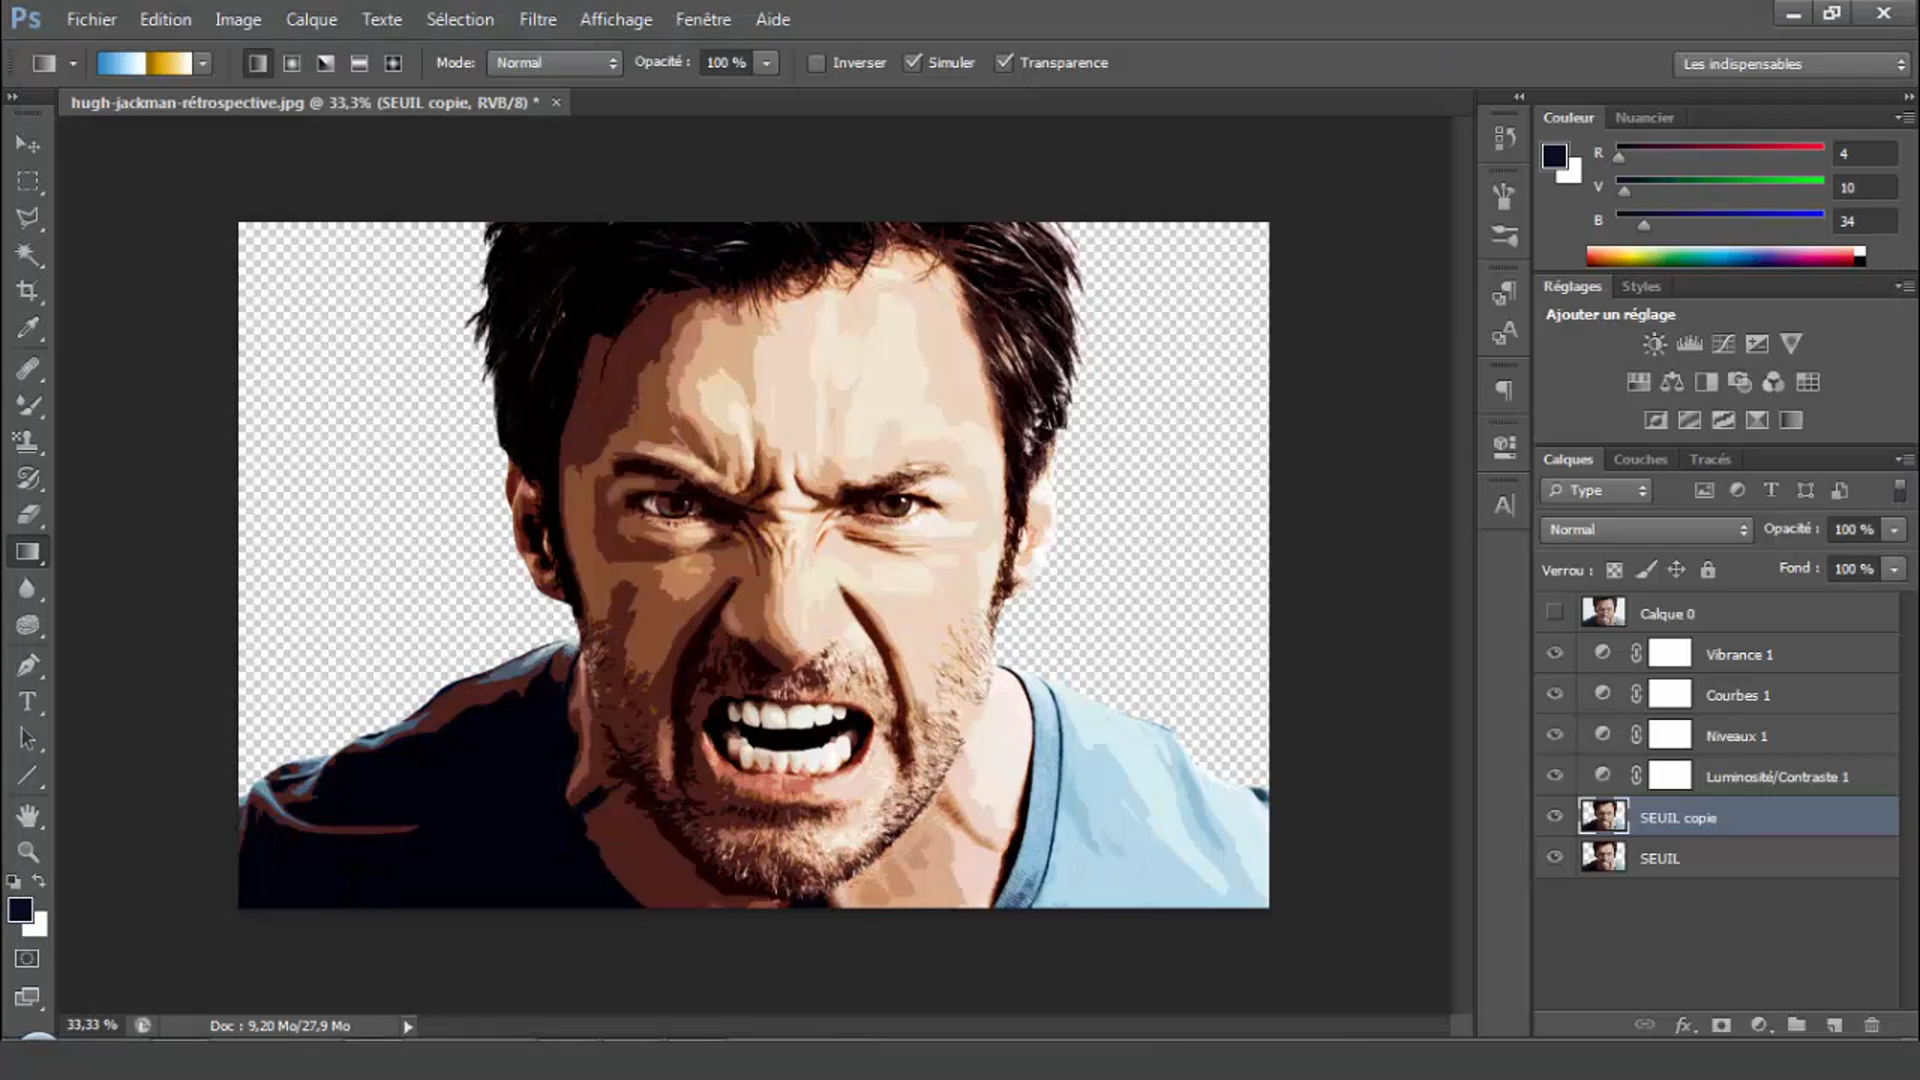 Ps Fichier Edition Image Calque Texte Sélection Filtre Affichage Fenêtre Aide
Mode: Normal Opacité : 100 % Inverser Simuler Transparence Les indispensables
hugh-jackman-rétrospective.jpg @ 33,3% (SEUIL copie, RVB/8) * ×
Couleur Nuancier
R 4
V 10
B 34
Réglages Styles
Ajouter un réglage
Calques Couches Tracés
Type
Normal Opacité : 100 %
Verrou : Fond : 100 %
Calque 0
Vibrance 1
Courbes 1
Niveaux 1
Luminosité/Contraste 1
SEUIL copie
SEUIL
33,33 % Doc : 9,20 Mo/27,9 Mo